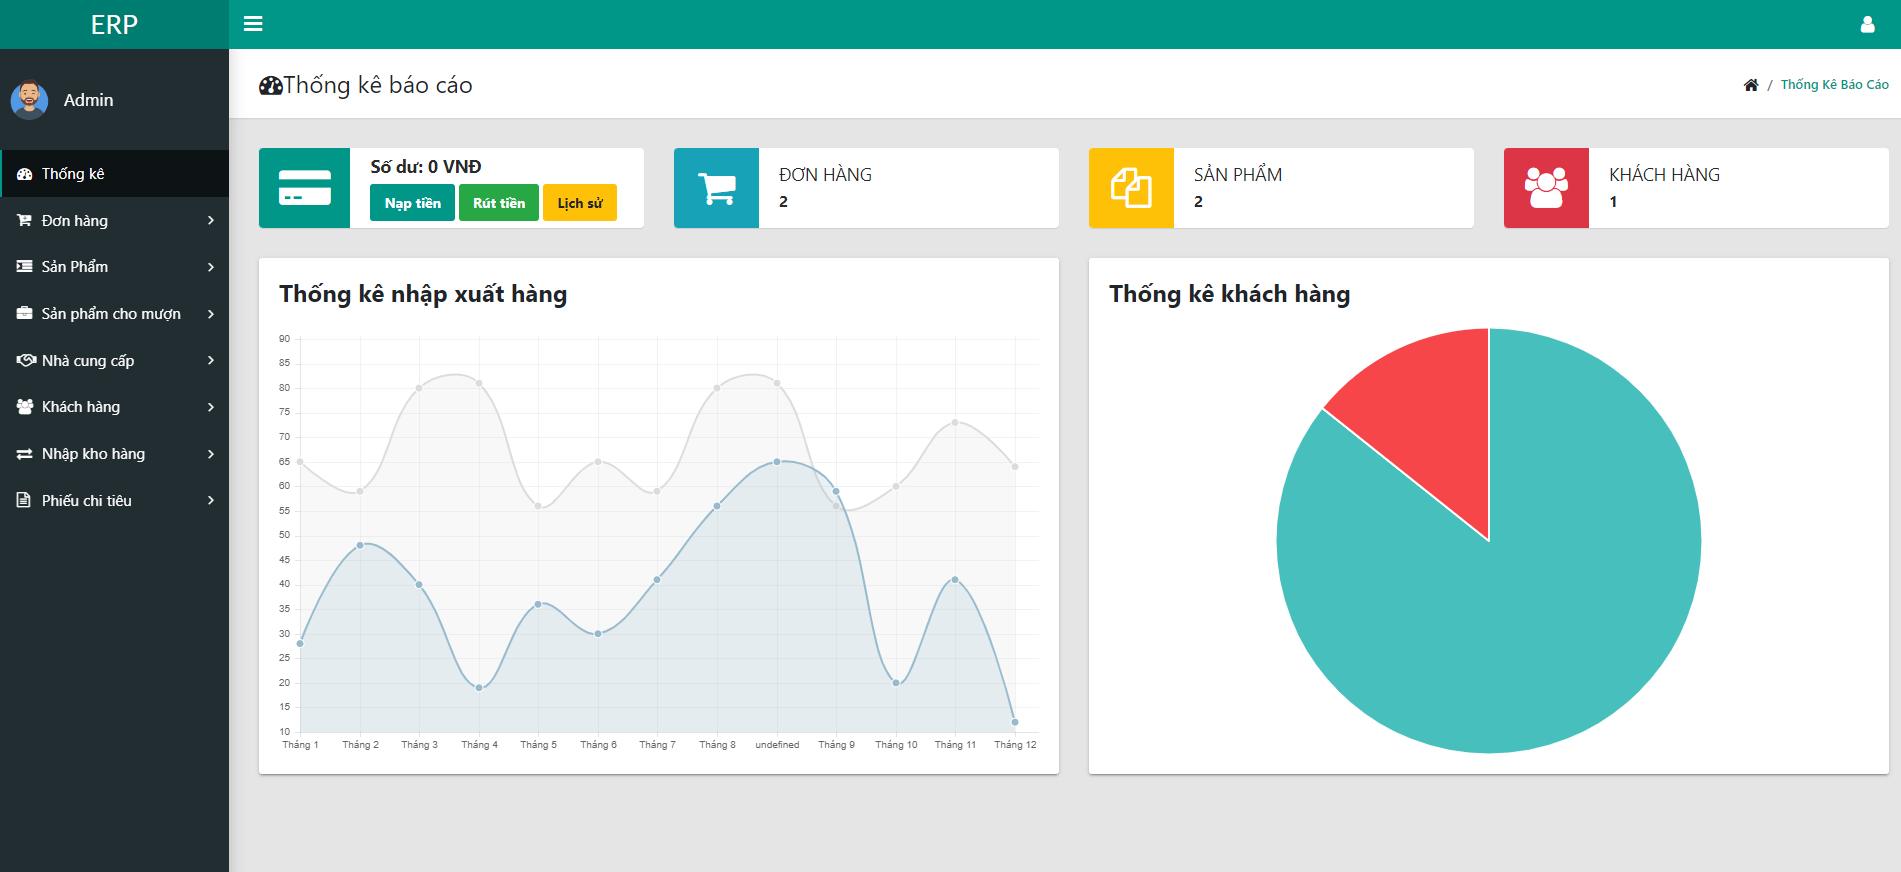 ERP
Admin
Thống kê
Đơn hàng
Sản Phẩm
Sản phẩm cho mượn
Nhà cung cấp
Khách hàng
Nhập kho hàng
Phiếu chi tiêu
Thống kê báo cáo
/ Thống Kê Báo Cáo
Số dư: 0 VNĐ
Nạp tiền Rút tiền Lịch sử
ĐƠN HÀNG
2
SẢN PHẨM
2
KHÁCH HÀNG
1
Thống kê nhập xuất hàng
90
85
80
75
70
65
60
55
50
45
40
35
30
25
20
15
10
Tháng 1 Tháng 2 Tháng 3 Tháng 4 Tháng 5 Tháng 6 Tháng 7 Tháng 8 undefined Tháng 9 Tháng 10 Tháng 11 Tháng 12
Thống kê khách hàng